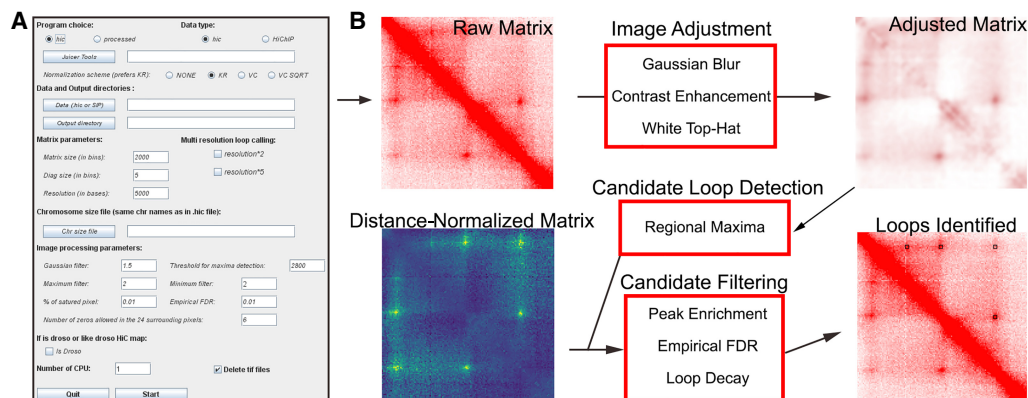 A
Program choice: Data type:
hic processed hic HiChIP
Juizer Tools
Normalization scheme (prefers KR): NONE KR VC VC SQRT
Data and Output directories :
Data (.hic or SIP)
Output directory
Matrix parameters: Multi resolution loop calling:
Matrix size (in bins): 2000 resolution*2
Diag size (in bins): 5 resolution*5
Resolution (in bases): 5000
Chromosome size file (same chr names as in .hic file):
Chr size file
Image processing parameters:
Gaussian filter: 1.5 Threshold for maxima detection: 2800
Maximum filter: 2 Minimum filter: 2
% of satured pixel: 0.01 Empirical FDR: 0.01
Number of zeros allowed in the 24 surrounding pixels: 6
If is droso or like droso HiC map:
Is Droso
Number of CPU: 1 Delete tif files
Quit Start
B
Raw Matrix
Image Adjustment
Gaussian Blur
Contrast Enhancement
White Top-Hat
Adjusted Matrix
Candidate Loop Detection
Regional Maxima
Distance-Normalized Matrix
Candidate Filtering
Peak Enrichment
Empirical FDR
Loop Decay
Loops Identified